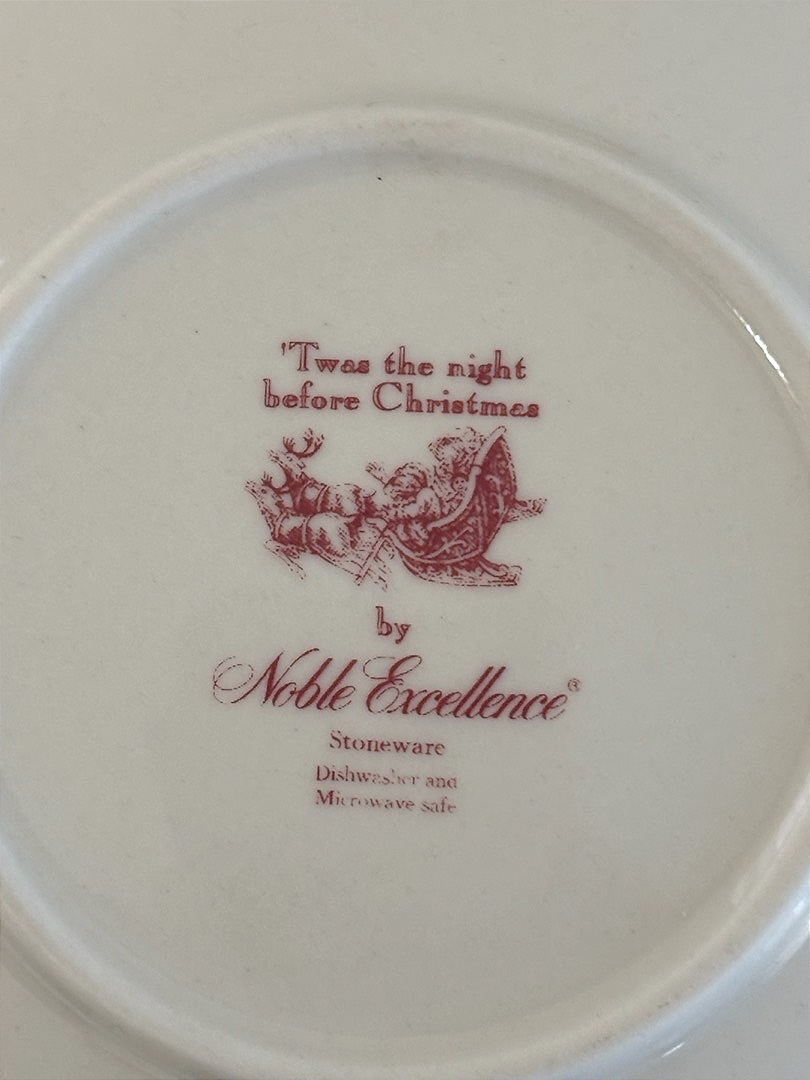 'Twas the night
before Christmas
by
Noble Excellence®
Stoneware
Dishwasher and
Microwave safe